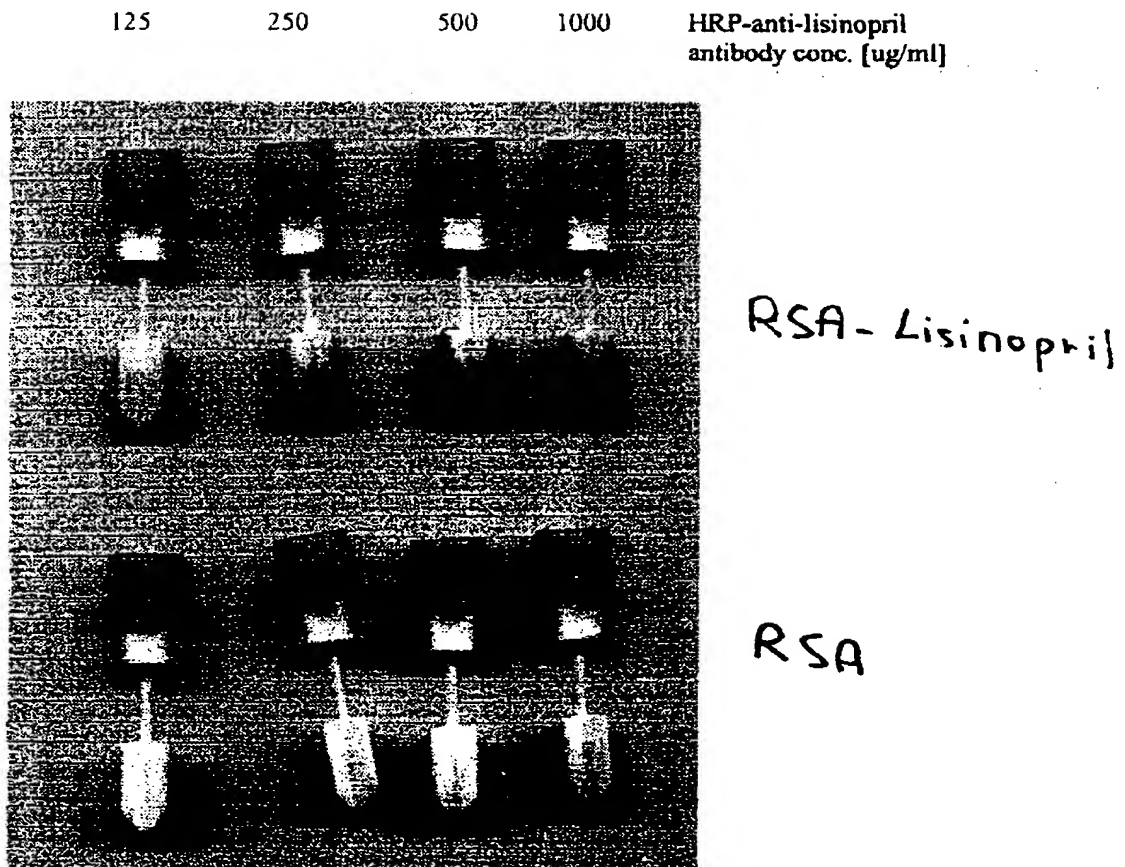 125 250 500 1000 HRP-anti-lisinopril
antibody conc. [ug/ml]
RSA - Lisinopril
RSA